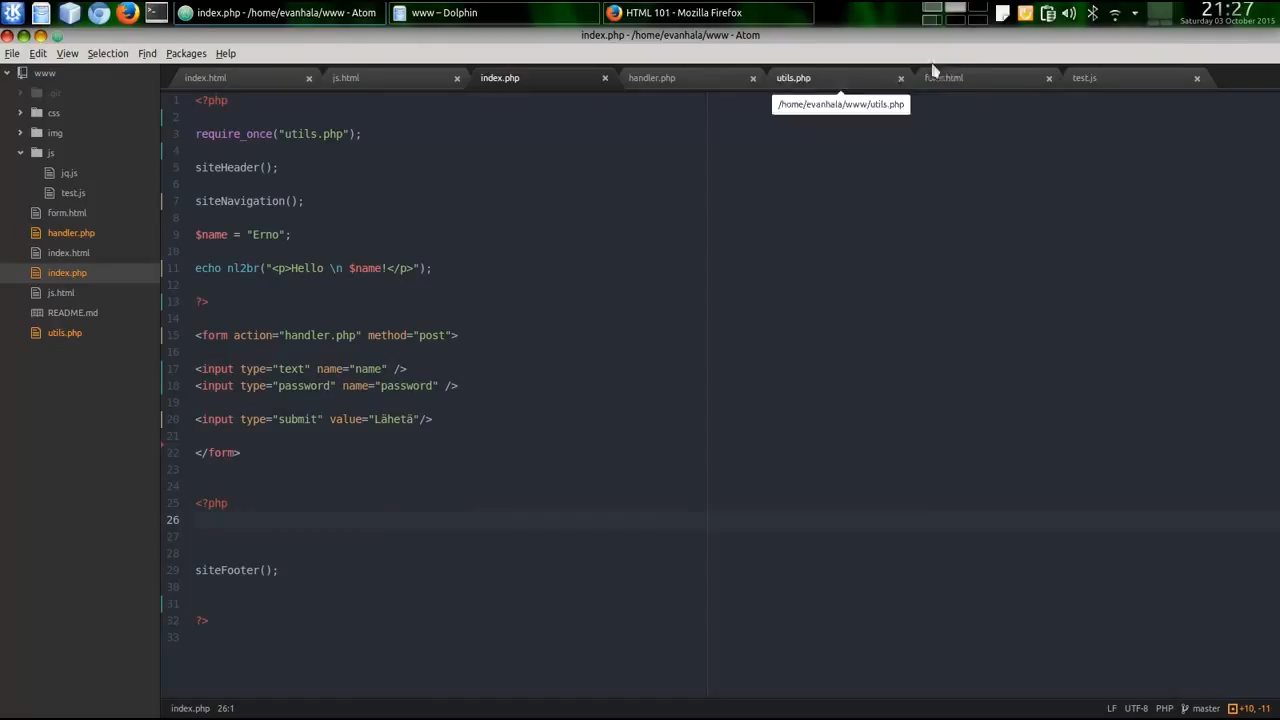 index.php - /home/evanhala/www - Atom
www – Dolphin
HTML 101 - Mozilla Firefox
21:27
Saturday 03 October 2015
index.php - /home/evanhala/www - Atom
File Edit View Selection Find Packages Help
www
.git
css
img
js
jq.js
test.js
form.html
handler.php
index.html
index.php
js.html
README.md
utils.php
index.html js.html index.php handler.php utils.php form.html test.js
/home/evanhala/www/utils.php
1 <?php
2
3 require_once("utils.php");
4
5 siteHeader();
6
7 siteNavigation();
8
9 $name = "Erno";
10
11 echo nl2br("<p>Hello \n $name!</p>");
12
13 ?>
14
15 <form action="handler.php" method="post">
16
17 <input type="text" name="name" />
18 <input type="password" name="password" />
19
20 <input type="submit" value="Lähetä"/>
21
22 </form>
23
24
25 <?php
26
27
28
29 siteFooter();
30
31
32 ?>
33
index.php 26:1 LF UTF-8 PHP master +10, -11